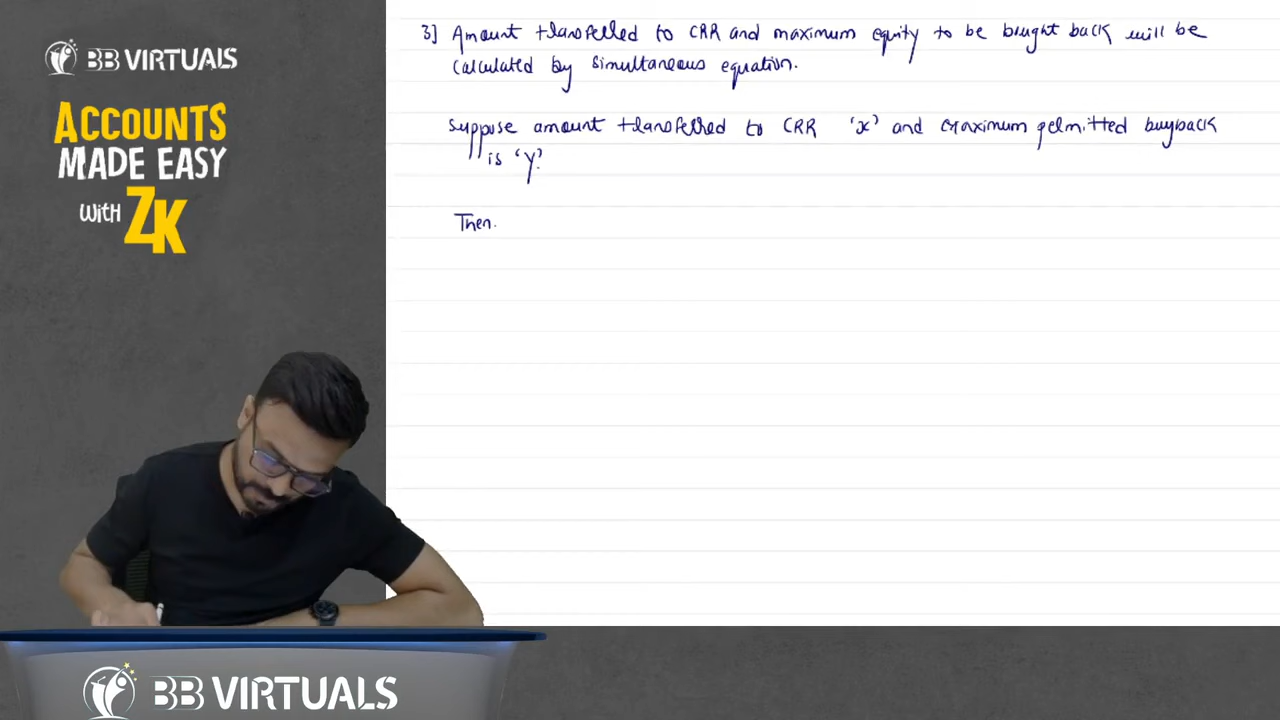 BB VIRTUALS
ACCOUNTS
MADE EASY
with ZK
3] Amount transferred to CRR and maximum equity to be bought back will be
calculated by simultaneous equation.
Suppose amount transferred to CRR 'x' and maximum permitted buyback
is 'y'
Then.
BB VIRTUALS